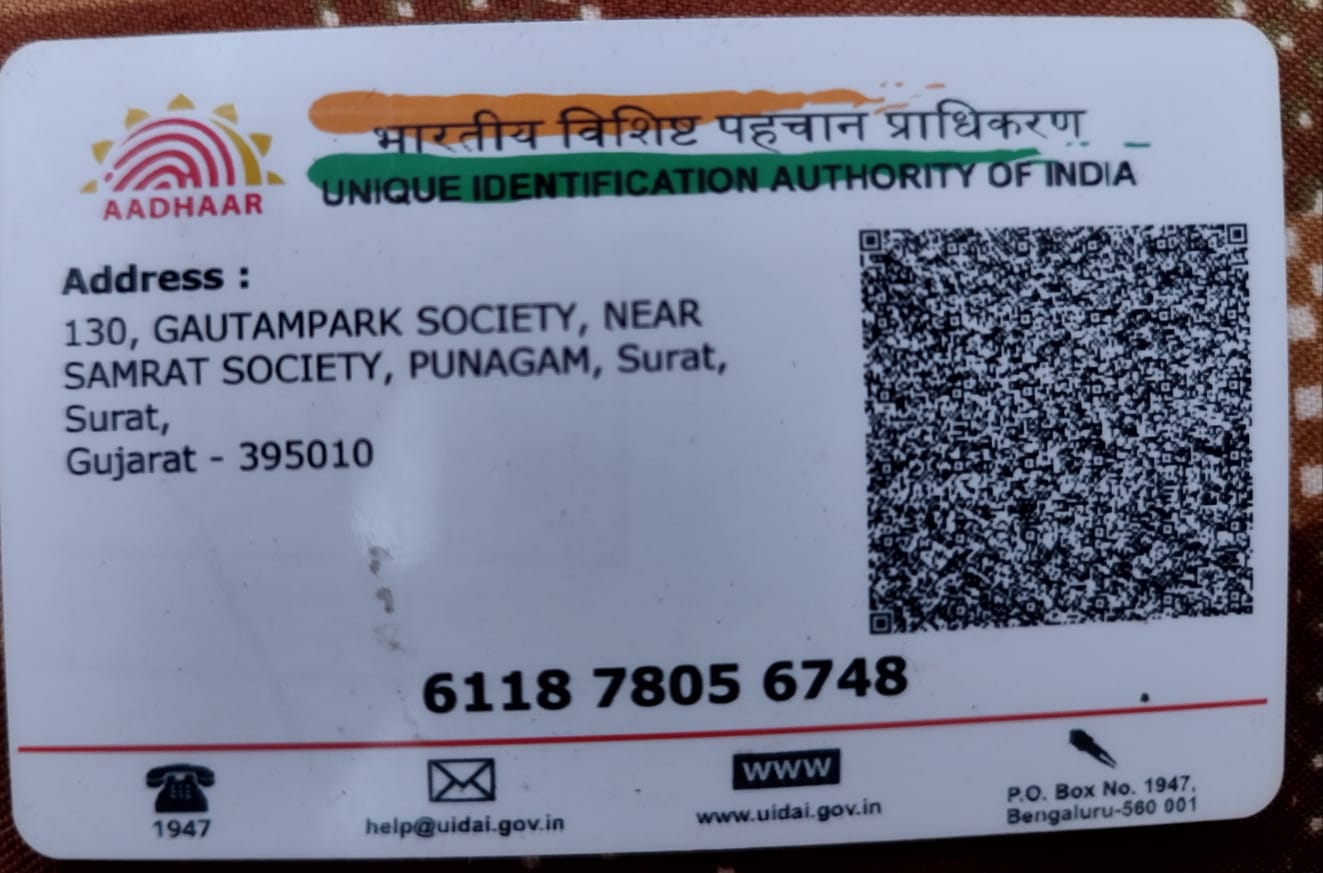 भारतीय विशिष्ट पहचान प्राधिकरण
AADHAAR
UNIQUE IDENTIFICATION AUTHORITY OF INDIA
Address :
130, GAUTAMPARK SOCIETY, NEAR
SAMRAT SOCIETY, PUNAGAM, Surat,
Surat,
Gujarat - 395010
6118 7805 6748
1947
help@uidai.gov.in
www
www.uidai.gov.in
P.O. Box No. 1947,
Bengaluru-560 001